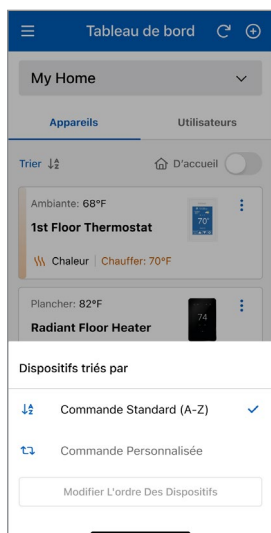 Tableau de bord
My Home
Appareils Utilisateurs
Trier D'accueil
Ambiante: 68°F
1st Floor Thermostat
70°
Chaleur Chauffer: 70°F
Plancher: 82°F
74
Radiant Floor Heater
Dispositifs triés par
Commande Standard (A-Z)
Commande Personnalisée
Modifier L'ordre Des Dispositifs